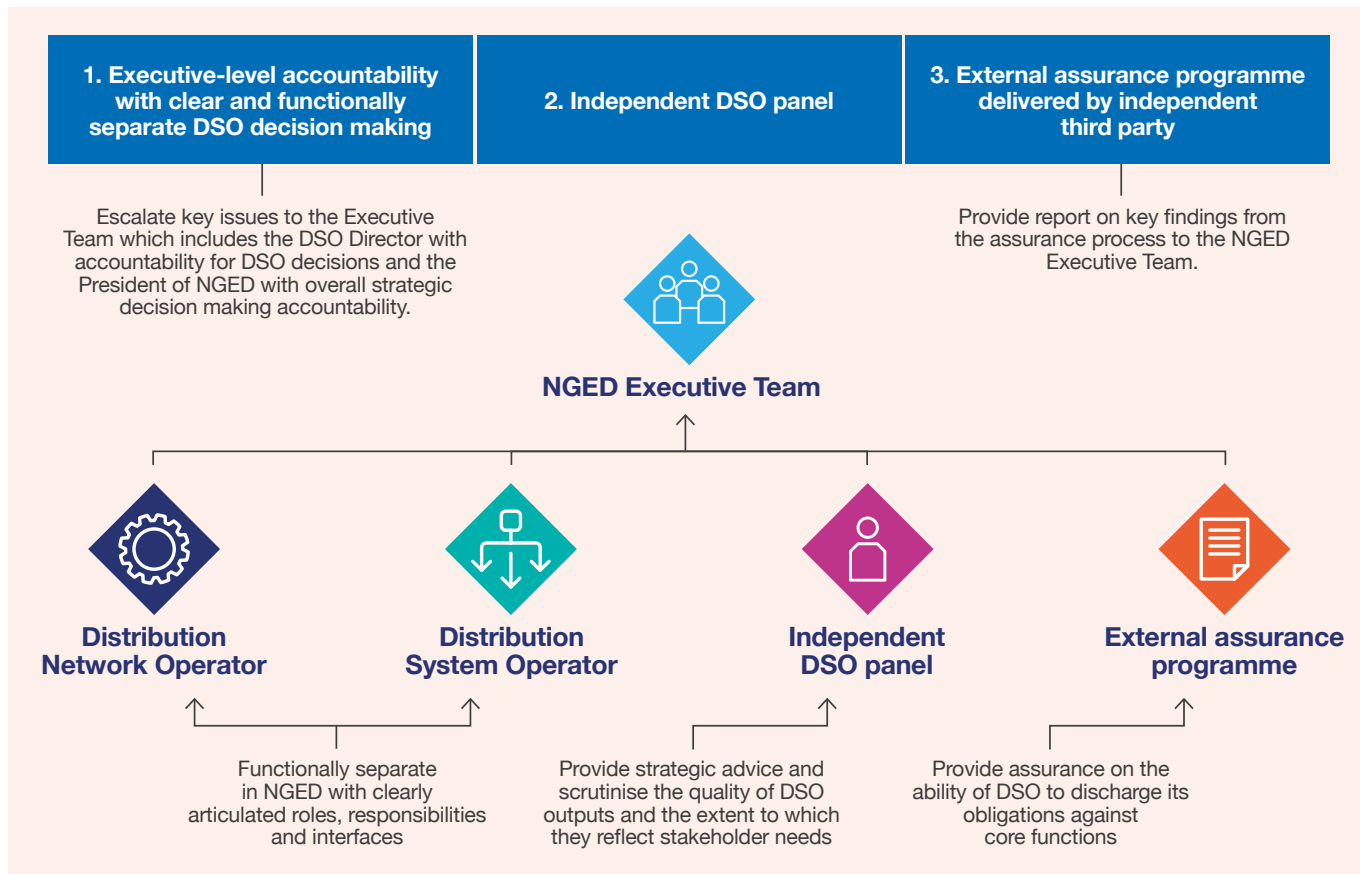 1. Executive-level accountability
with clear and functionally
separate DSO decision making
2. Independent DSO panel
3. External assurance programme
delivered by independent
third party
Escalate key issues to the Executive
Team which includes the DSO Director with
accountability for DSO decisions and the
President of NGED with overall strategic
decision making accountability.
Provide report on key findings from
the assurance process to the NGED
Executive Team.
NGED Executive Team
Distribution
Network Operator
Distribution
System Operator
Independent
DSO panel
External assurance
programme
Functionally separate
in NGED with clearly
articulated roles, responsibilities
and interfaces
Provide strategic advice and
scrutinise the quality of DSO
outputs and the extent to which
they reflect stakeholder needs
Provide assurance on the
ability of DSO to discharge its
obligations against
core functions